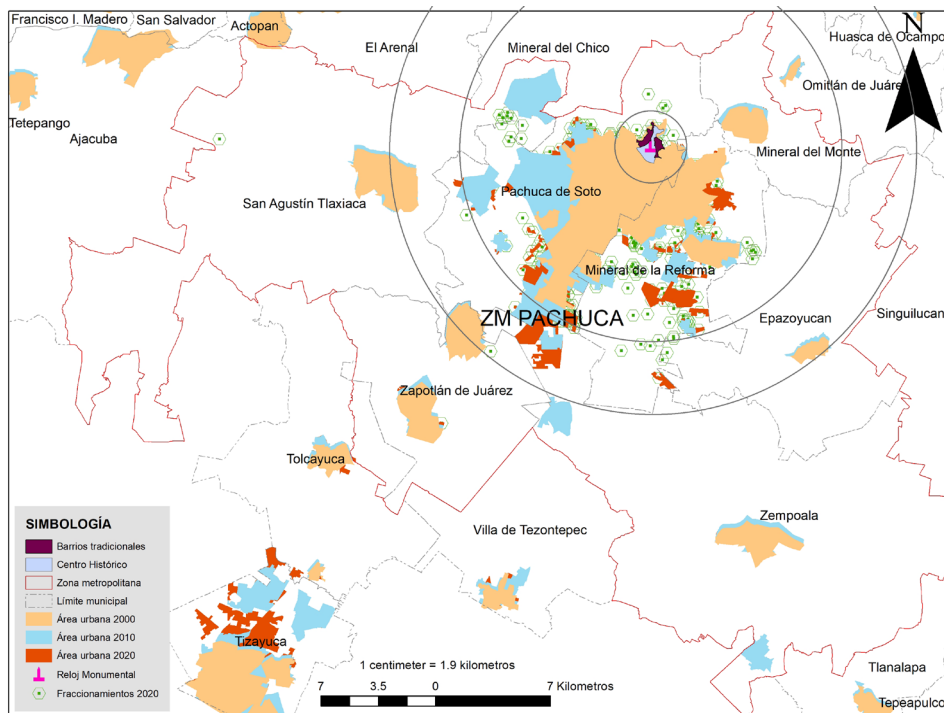 Francisco I. Madero
San Salvador
Actopan
El Arenal
Mineral del Chico
N
Huasca de Ocampo
Omitlán de Juáre
Tetepango
Ajacuba
Mineral del Monte
San Agustín Tlaxiaca
Pachuca de Soto
Mineral de la Reforma
ZM PACHUCA
Epazoyucan
Singuilucan
Zapotlán de Juárez
Tolcayuca
Villa de Tezontepec
Zempoala
SIMBOLOGÍA
Barrios tradicionales
Centro Histórico
Zona metropolitana
Límite municipal
Área urbana 2000
Área urbana 2010
Área urbana 2020
Reloj Monumental
Fraccionamientos 2020
Tizayuca
1 centimeter = 1.9 kilometros
7 3.5 0 7 Kilometros
Tlanalapa
Tepeapulco